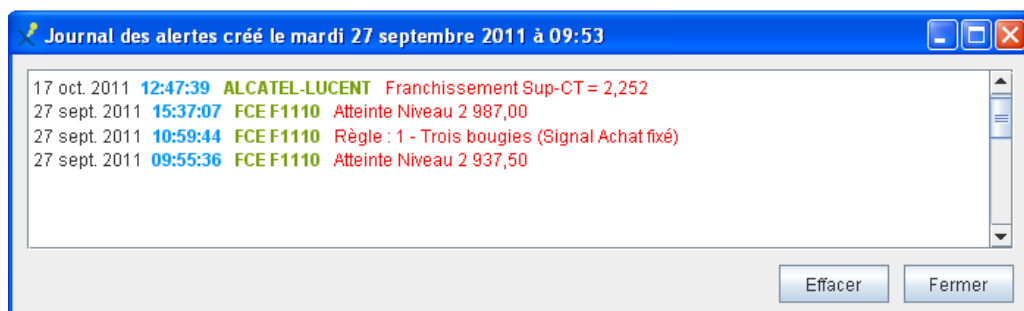 Journal des alertes créé le mardi 27 septembre 2011 à 09:53
17 oct. 2011 12:47:39 ALCATEL-LUCENT Franchissement Sup-CT = 2,252
27 sept. 2011 15:37:07 FCE F1110 Atteinte Niveau 2 987,00
27 sept. 2011 10:59:44 FCE F1110 Règle : 1 - Trois bougies (Signal Achat fixé)
27 sept. 2011 09:55:36 FCE F1110 Atteinte Niveau 2 937,50
Effacer Fermer